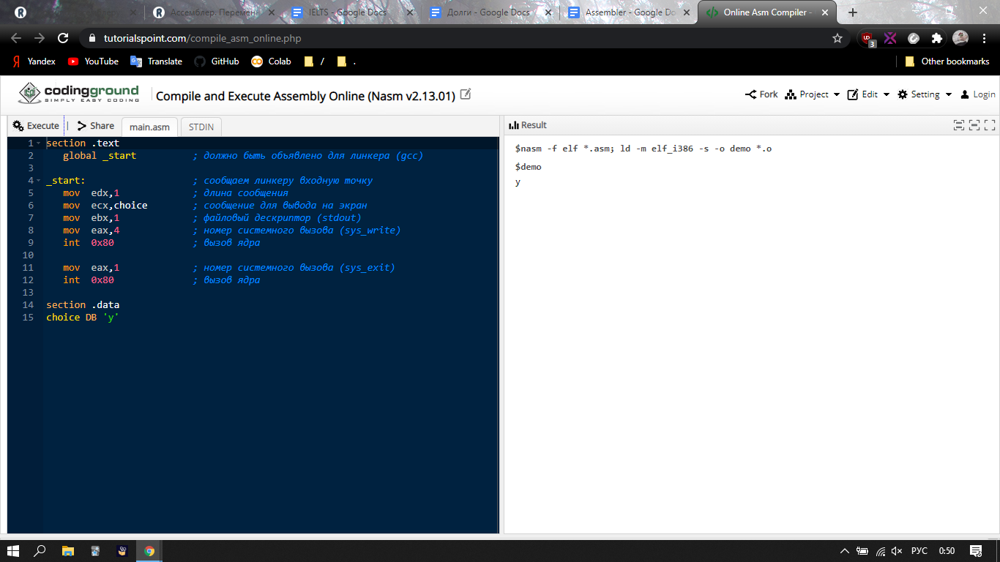 Ассемблер. Перемен
IELTS - Google Docs
Долги - Google Docs
Assembler - Google Do
Online Asm Compiler -
tutorialspoint.com/compile_asm_online.php
3
Yandex YouTube Translate GitHub Colab / . Other bookmarks
codingground
SIMPLY EASY CODING
Compile and Execute Assembly Online (Nasm v2.13.01)
Fork Project Edit Setting Login
Execute | Share main.asm STDIN
1 section .text
2 global _start ; должно быть объявлено для линкера (gcc)
3
4 _start: ; сообщаем линкеру входную точку
5 mov edx,1 ; длина сообщения
6 mov ecx,choice ; сообщение для вывода на экран
7 mov ebx,1 ; файловый дескриптор (stdout)
8 mov eax,4 ; номер системного вызова (sys_write)
9 int 0x80 ; вызов ядра
10
11 mov eax,1 ; номер системного вызова (sys_exit)
12 int 0x80 ; вызов ядра
13
14 section .data
15 choice DB 'y'
Result
$nasm -f elf *.asm; ld -m elf_i386 -s -o demo *.o
$demo
y
РУС 0:50